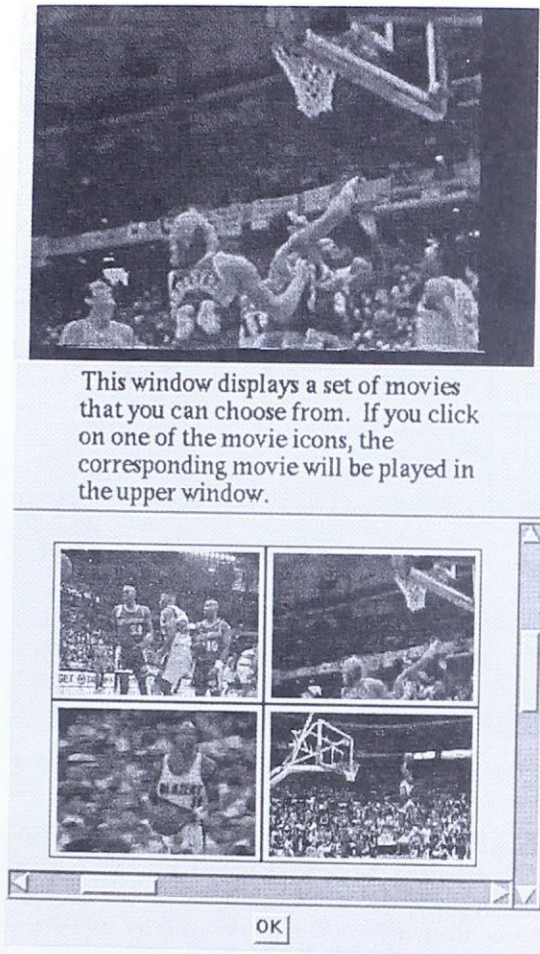 This window displays a set of movies
that you can choose from. If you click
on one of the movie icons, the
corresponding movie will be played in
the upper window.
OK